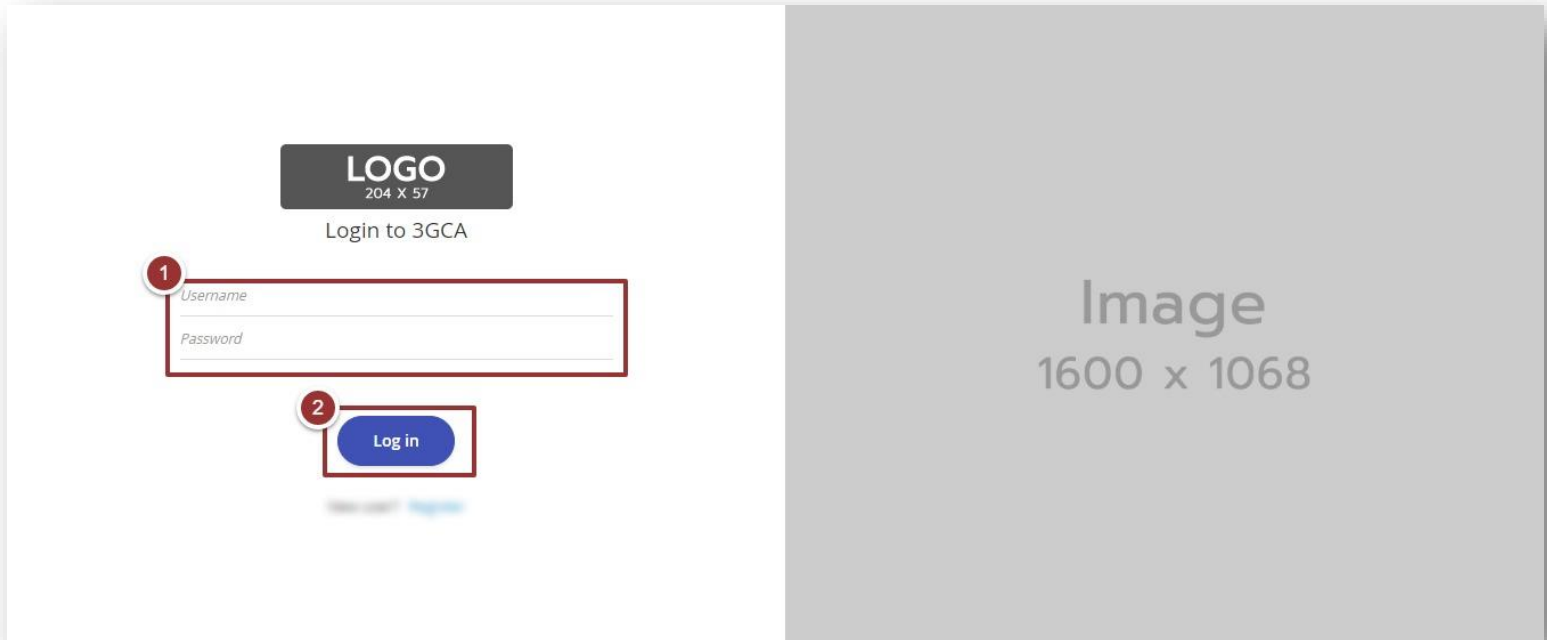 LOGO
204 X 57
Login to 3GCA
1
Username
Password
2
Log in
Image
1600 x 1068